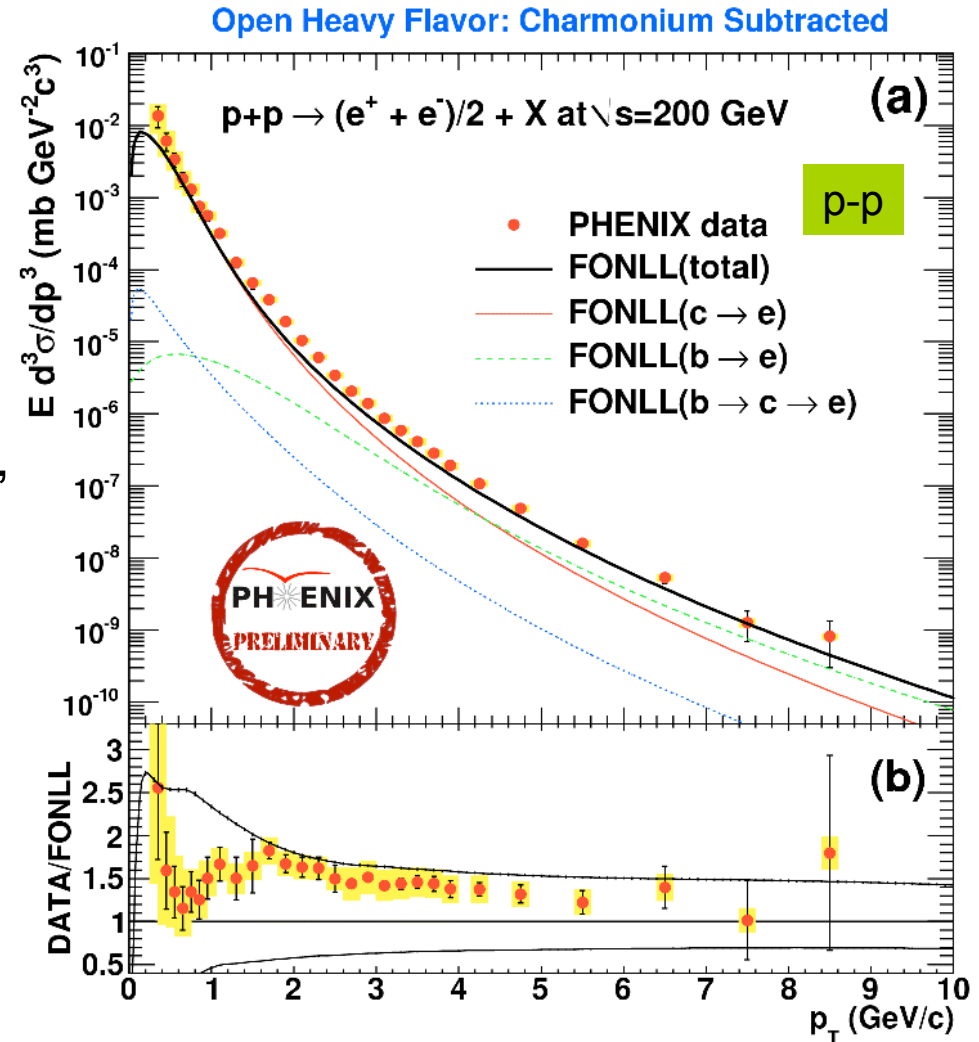 Open Heavy Flavor: Charmonium Subtracted
(a)
p+p → (e⁺ + e⁻)/2 + X at √s=200 GeV
p-p
PHENIX data
FONLL(total)
FONLL(c → e)
FONLL(b → e)
FONLL(b → c → e)
E d³σ/dp³ (mb GeV⁻²c³)
10⁻¹
10⁻²
10⁻³
10⁻⁴
10⁻⁵
10⁻⁶
10⁻⁷
10⁻⁸
10⁻⁹
10⁻¹⁰
,
PHENIX
PRELIMINARY
(b)
DATA/FONLL
3
2.5
2
1.5
1
0.5
0 1 2 3 4 5 6 7 8 9 10
p_T (GeV/c)